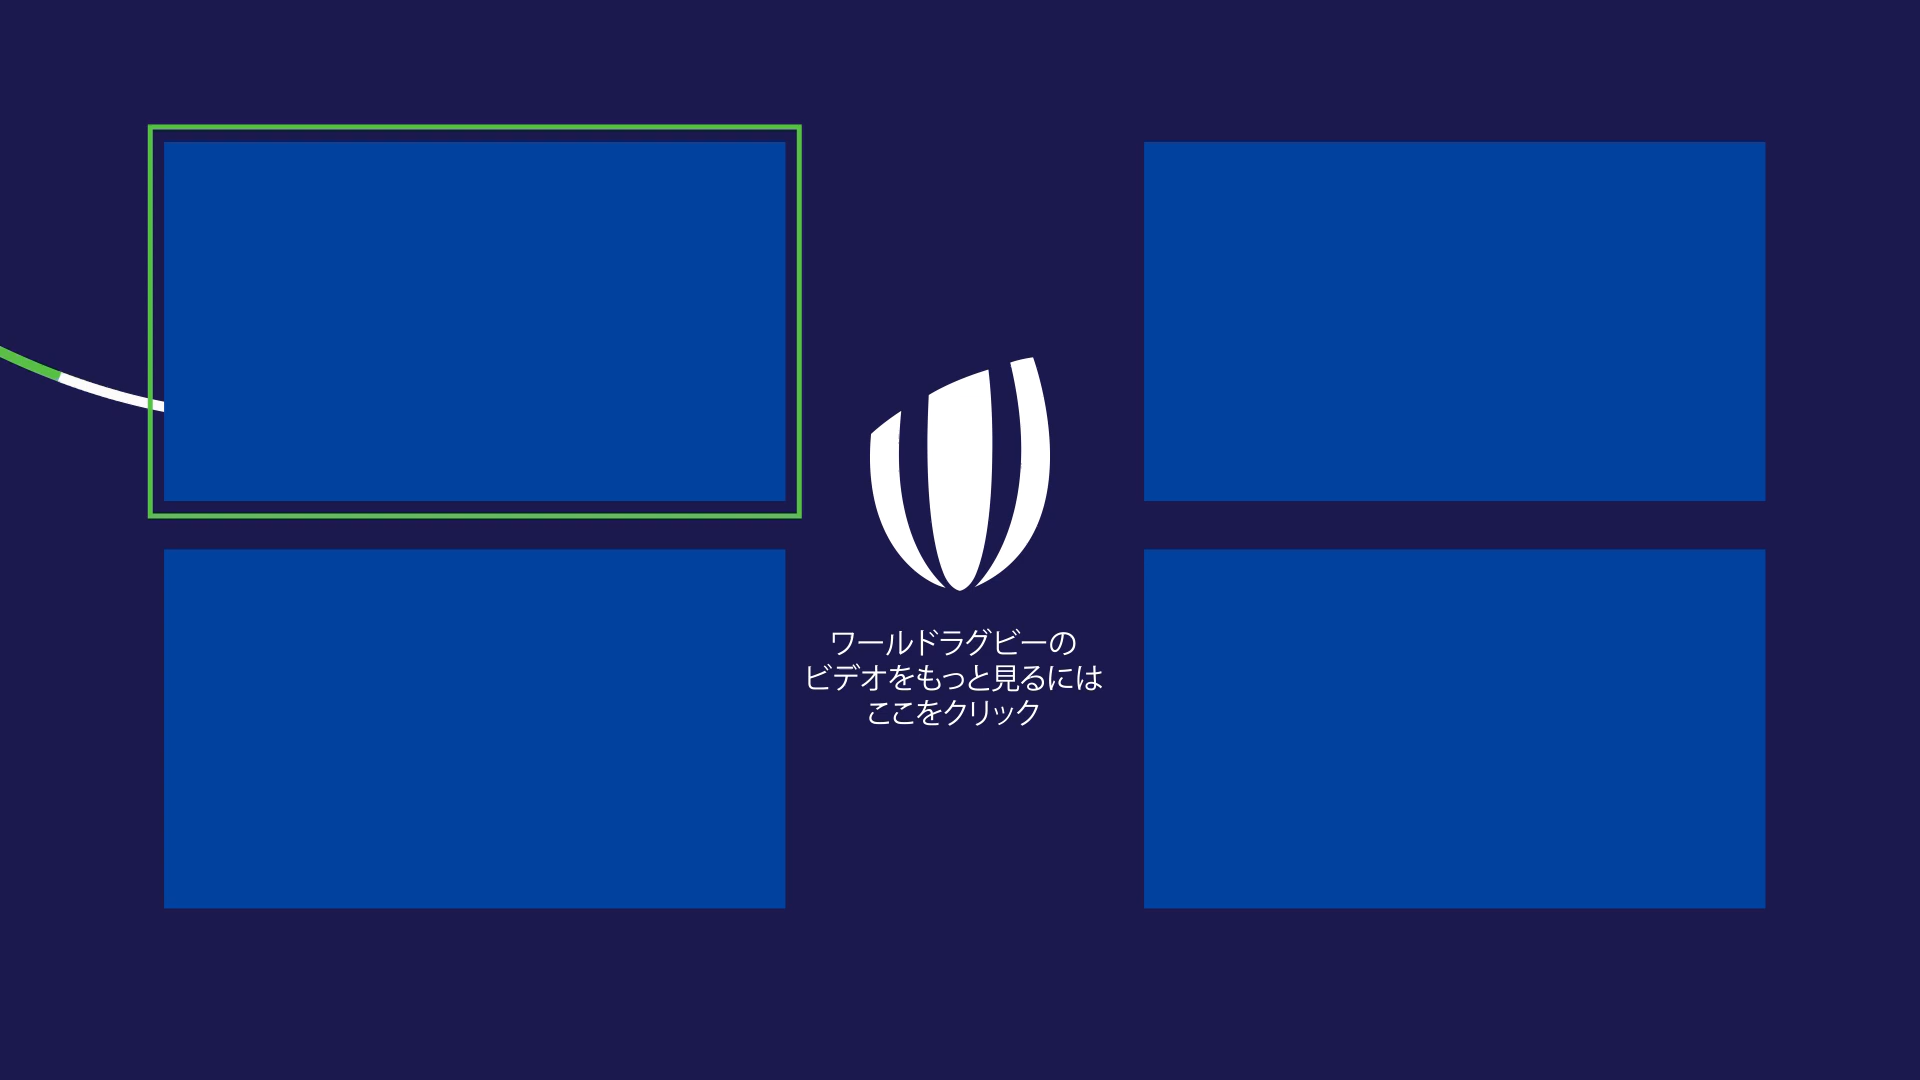 ワールドラグビーの
ビデオをもっと見るには
ここをクリック